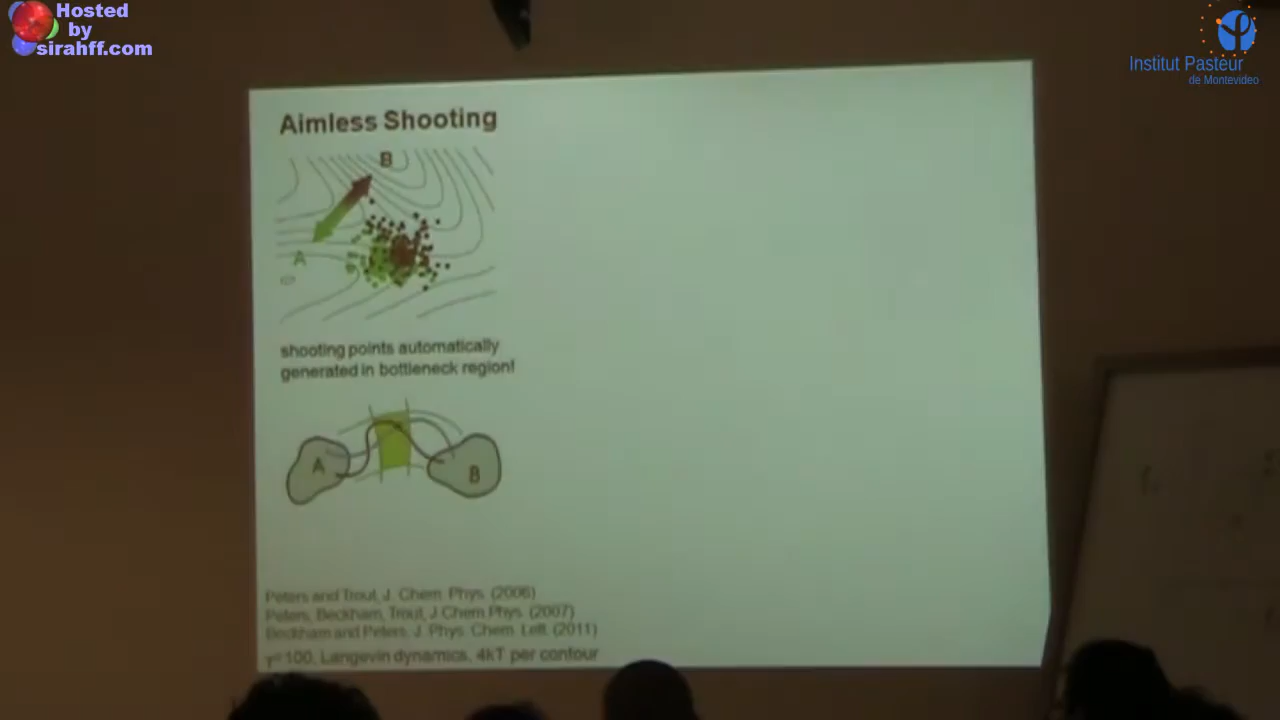 Hosted
by
sirahff.com
Institut Pasteur
de Montevideo
Aimless Shooting
B
A
shooting points automatically
generated in bottleneck region!
A
B
Peters and Trout, J. Chem. Phys. (2006)
Peters, Beckham, Trout, J Chem Phys. (2007)
Beckham and Peters, J. Phys. Chem. Lett. (2011)
γ=100, Langevin dynamics, 4kT per contour